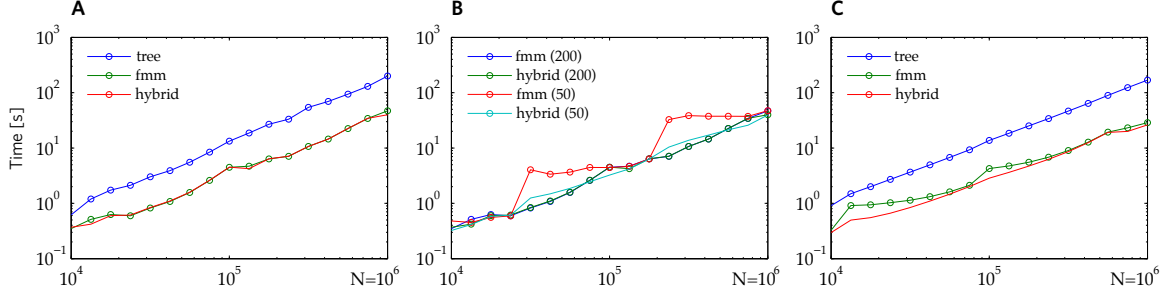 A
Time [s]
10^3
10^2
10^1
10^0
10^-1
tree
fmm
hybrid
10^4
10^5
N=10^6
B
10^3
10^2
10^1
10^0
10^-1
fmm (200)
hybrid (200)
fmm (50)
hybrid (50)
10^4
10^5
N=10^6
C
10^3
10^2
10^1
10^0
10^-1
tree
fmm
hybrid
10^4
10^5
N=10^6